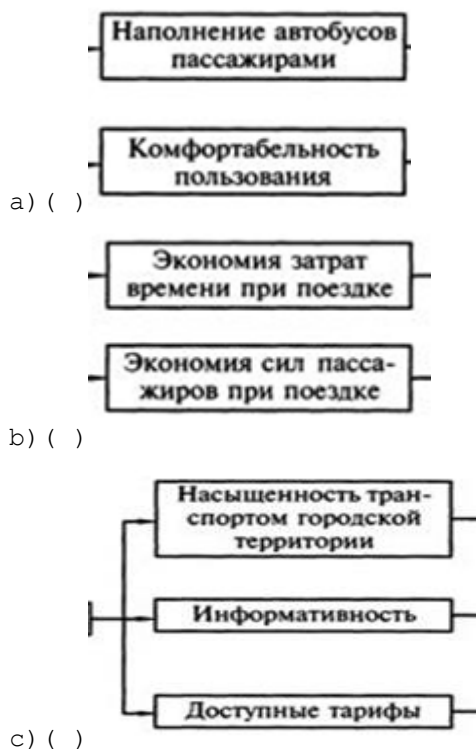 Наполнение автобусов
пассажирами
Комфортабельность
пользования
a) ( )
Экономия затрат
времени при поездке
Экономия сил пасса-
жиров при поездке
b) ( )
Насыщенность тран-
спортом городской
территории
Информативность
Доступные тарифы
c) ( )